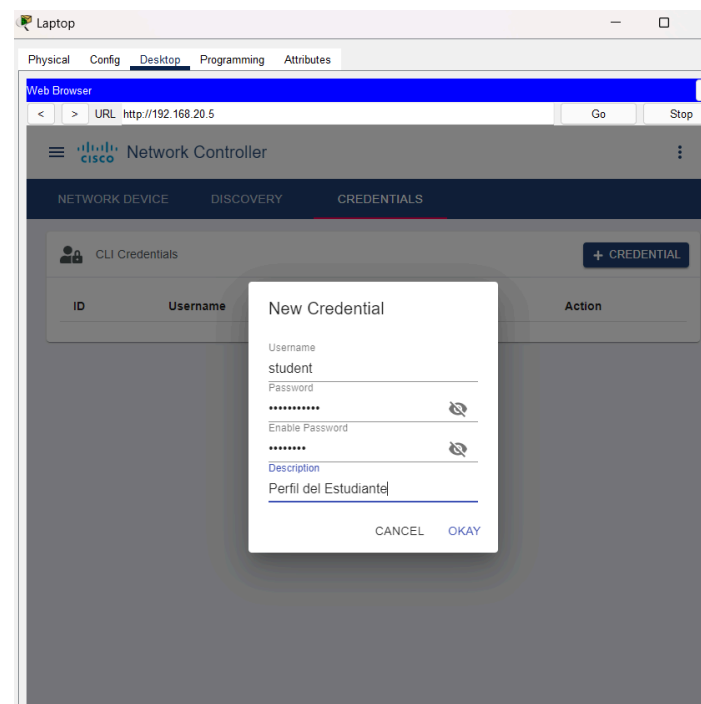 Laptop
Physical Config Desktop Programming Attributes
Web Browser
< > URL http://192.168.20.5 Go Stop
CISCO Network Controller
NETWORK DEVICE DISCOVERY CREDENTIALS
CLI Credentials + CREDENTIAL
ID Username Action
New Credential
Username
student
Password
•••••••••••
Enable Password
••••••••
Description
Perfil del Estudiante
CANCEL OKAY